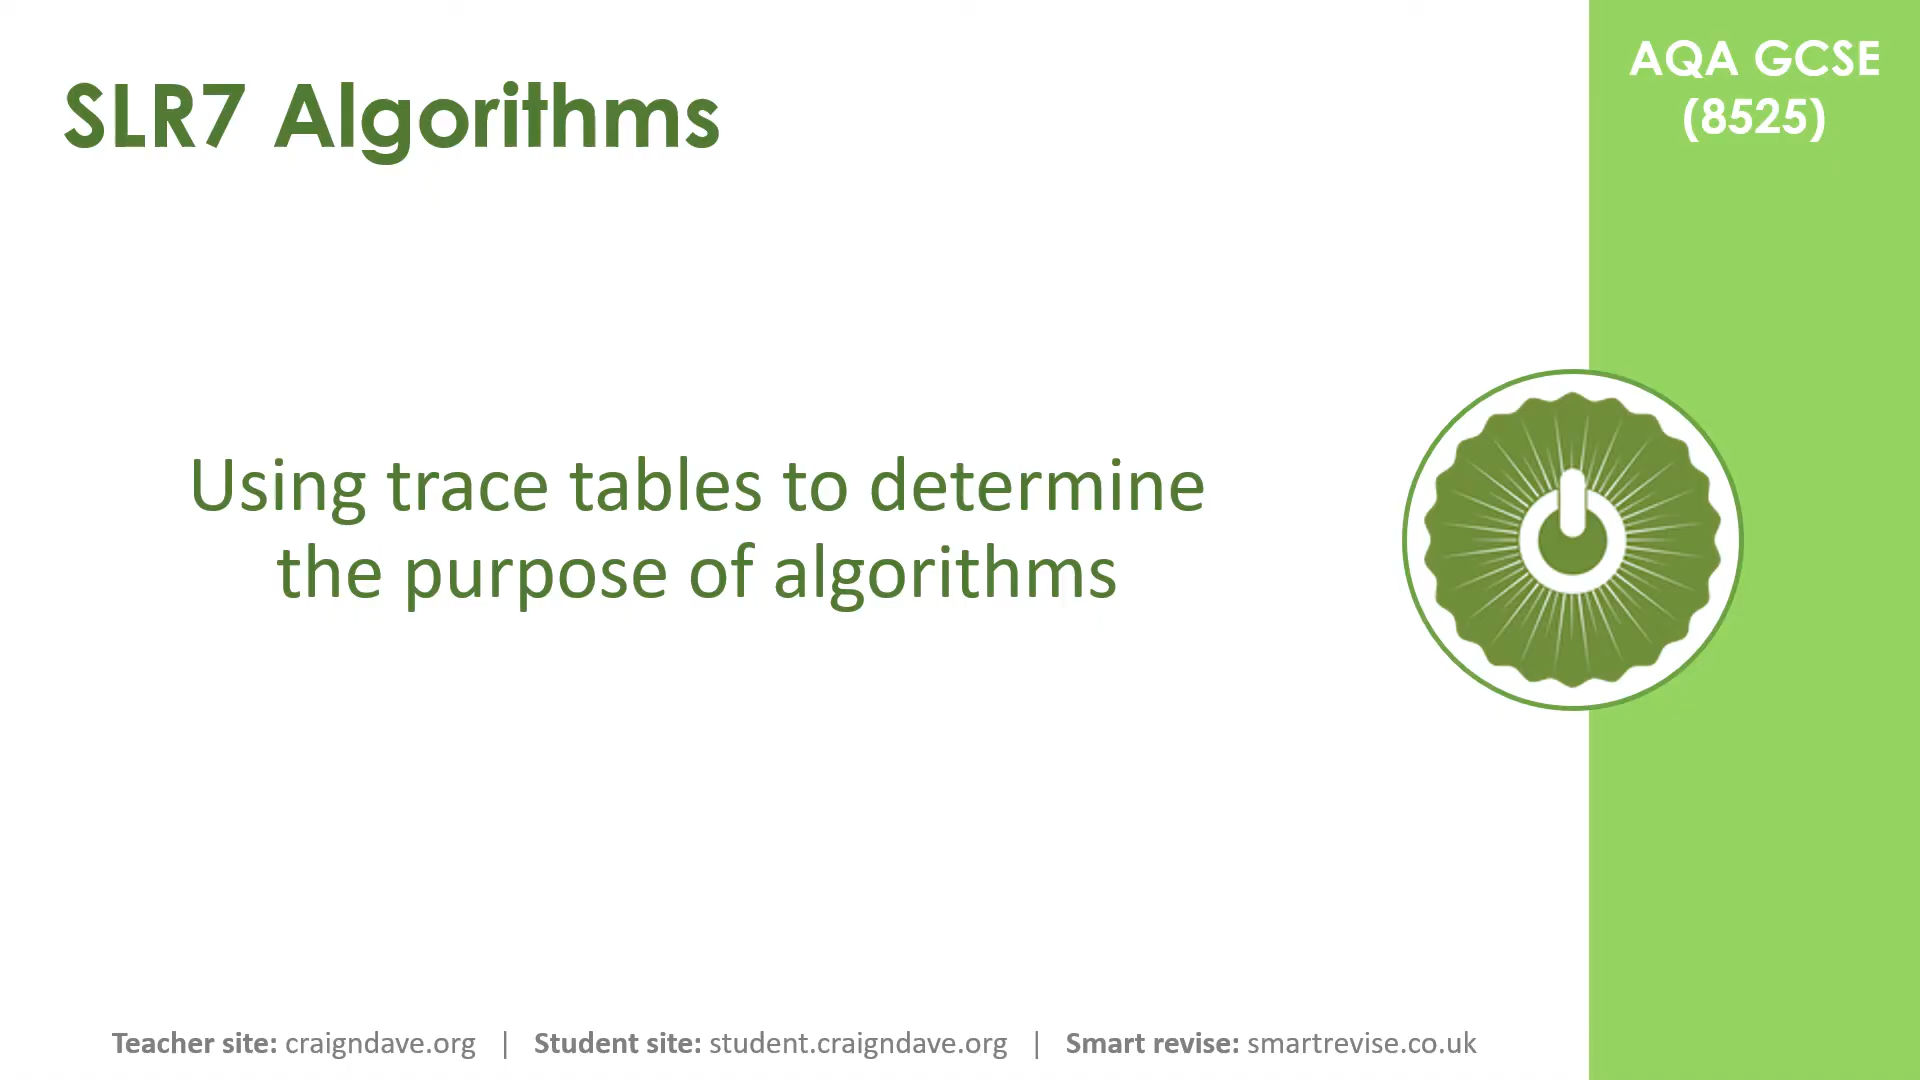 SLR7 Algorithms
AQA GCSE
(8525)
Using trace tables to determine
the purpose of algorithms
Teacher site: craigndave.org | Student site: student.craigndave.org | Smart revise: smartrevise.co.uk